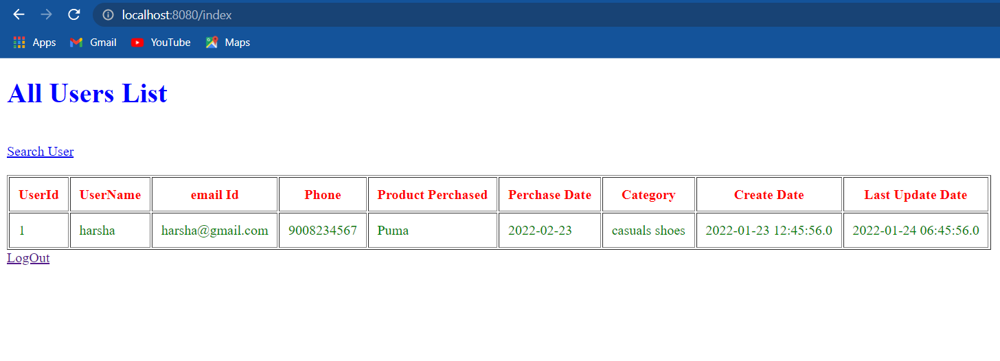 localhost:8080/index
Apps Gmail YouTube Maps
All Users List
Search User
UserId UserName email Id Phone Product Perchased Perchase Date Category Create Date Last Update Date
1 harsha harsha@gmail.com 9008234567 Puma 2022-02-23 casuals shoes 2022-01-23 12:45:56.0 2022-01-24 06:45:56.0
LogOut